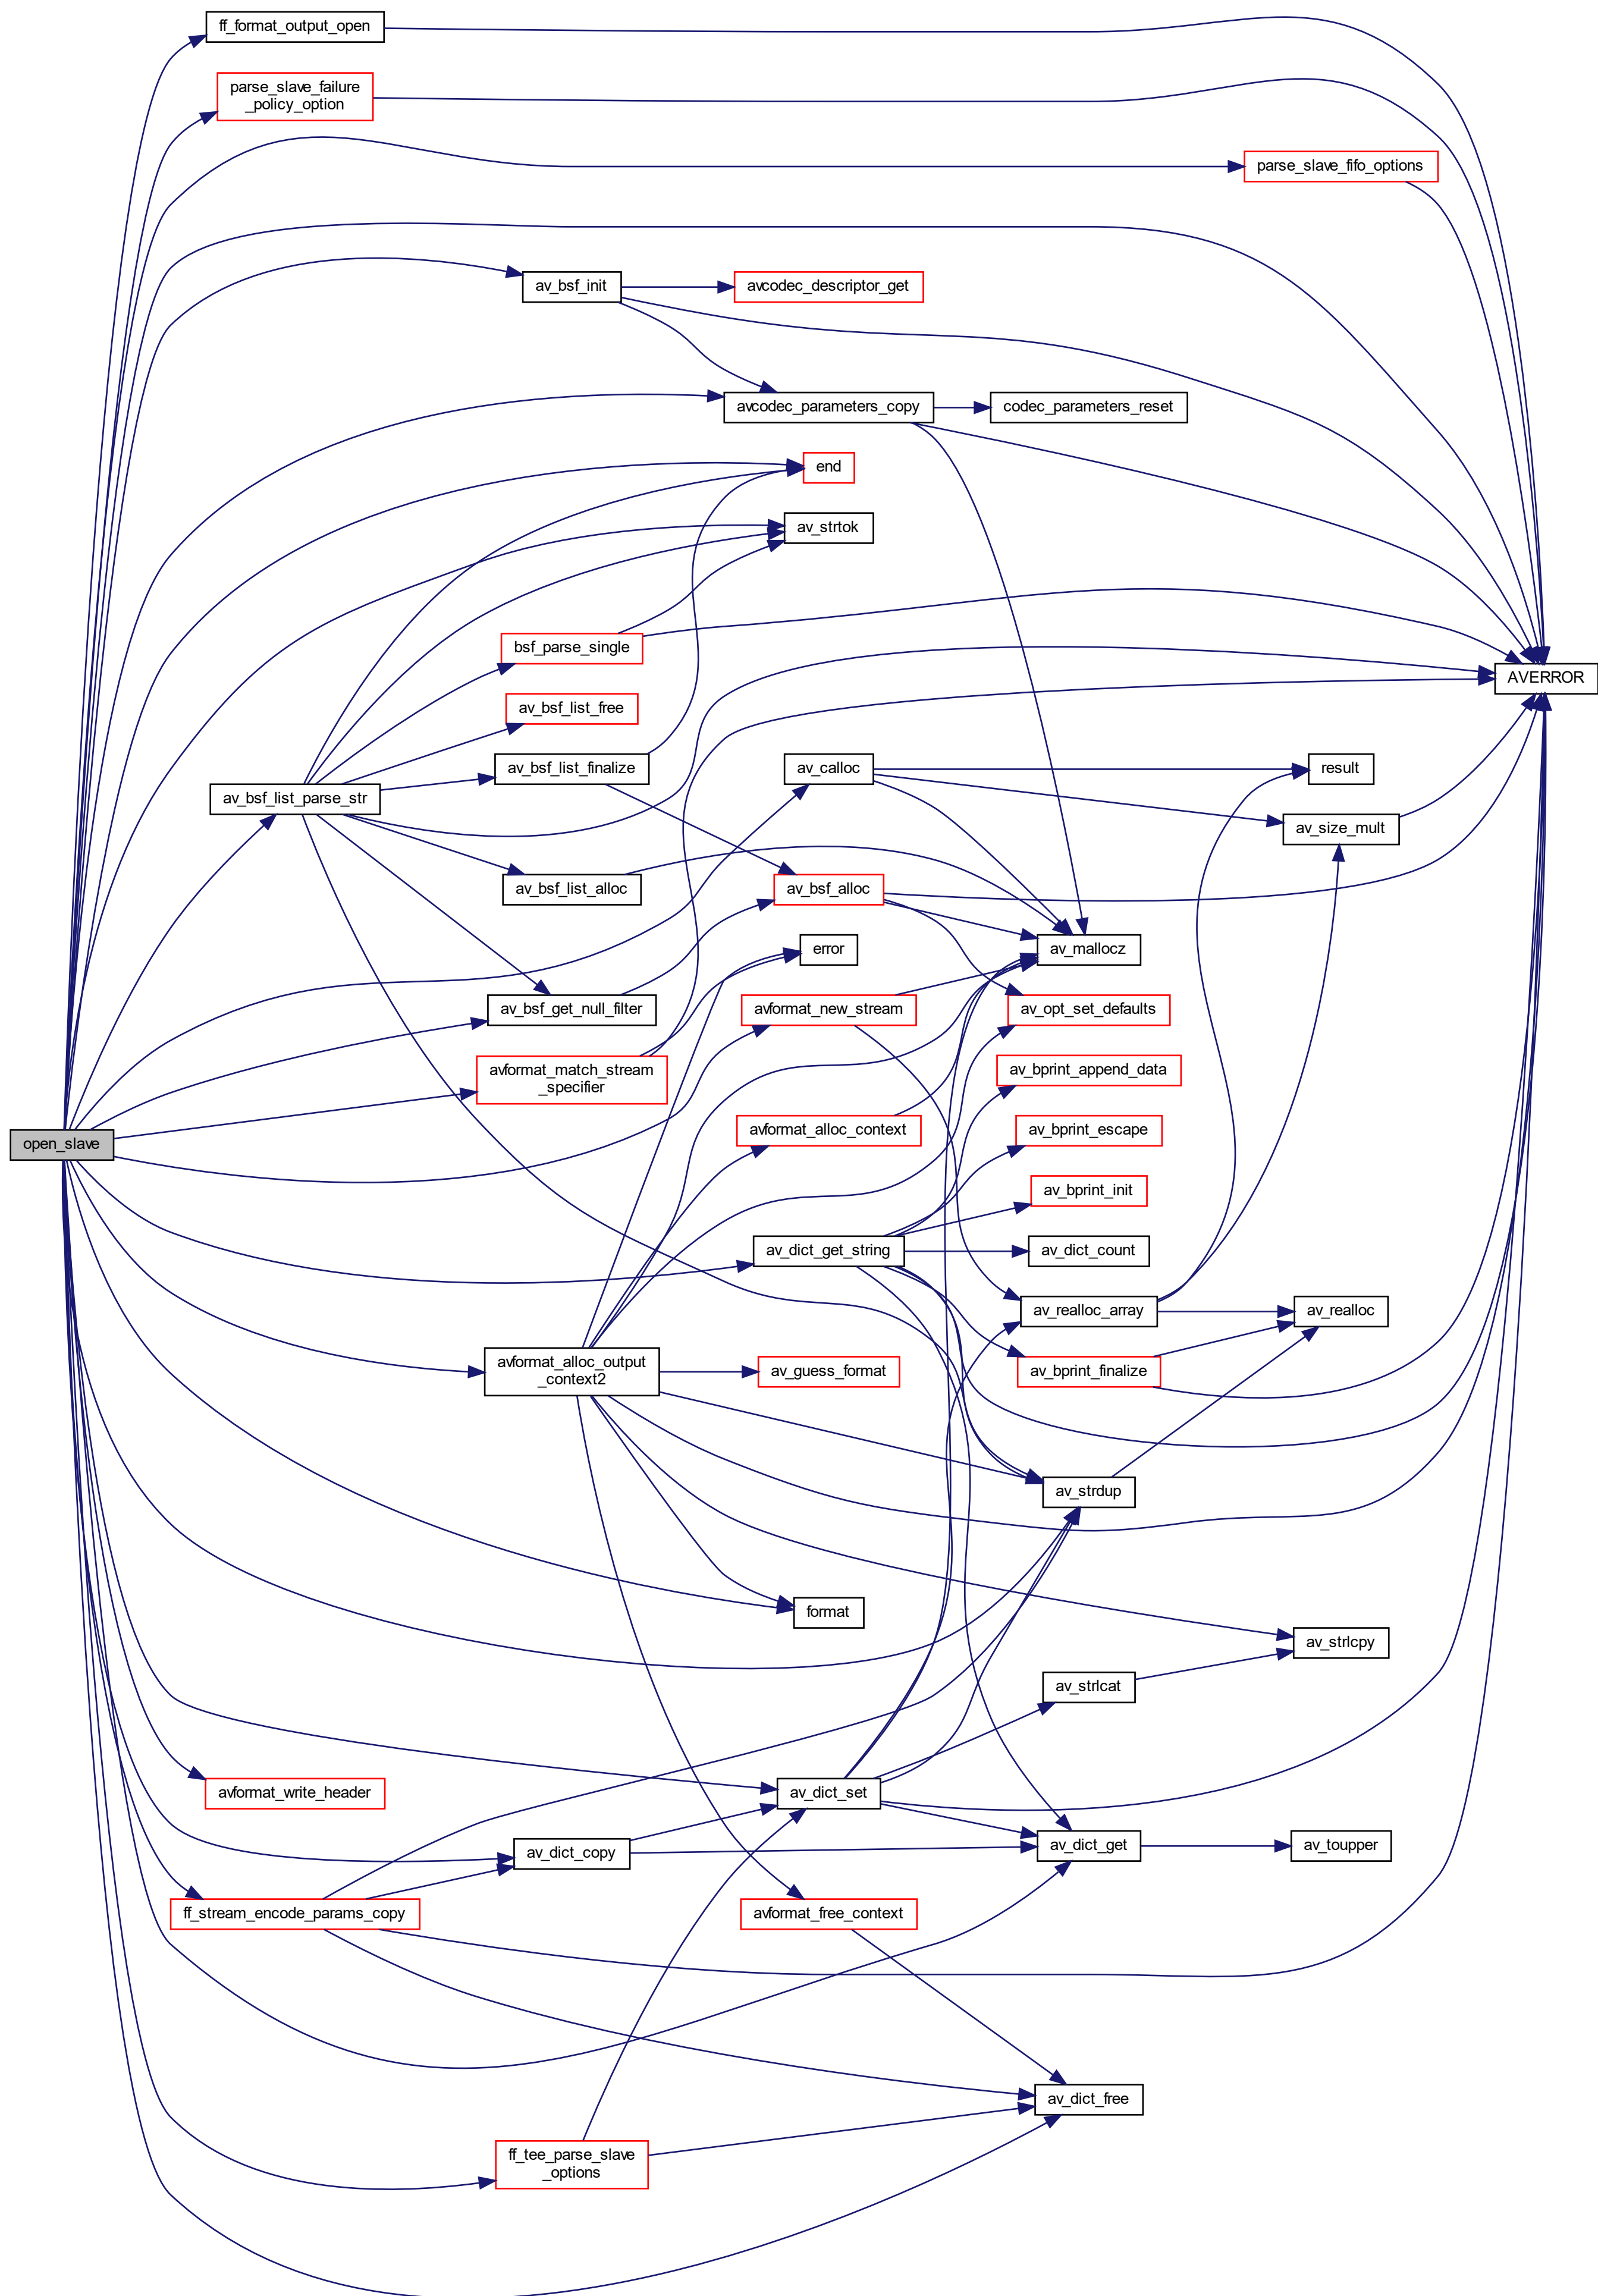 ff_format_output_open
parse_slave_failure
_policy_option
parse_slave_fifo_options
av_bsf_init
avcodec_descriptor_get
avcodec_parameters_copy
codec_parameters_reset
end
av_strtok
bsf_parse_single
AVERROR
av_bsf_list_free
av_bsf_list_finalize
av_calloc
result
av_bsf_list_parse_str
av_size_mult
av_bsf_list_alloc
av_bsf_alloc
error
av_mallocz
av_bsf_get_null_filter
avformat_new_stream
av_opt_set_defaults
avformat_match_stream
_specifier
av_bprint_append_data
open_slave
avformat_alloc_context
av_bprint_escape
av_bprint_init
av_dict_get_string
av_dict_count
av_realloc_array
av_realloc
avformat_alloc_output
_context2
av_guess_format
av_bprint_finalize
av_strdup
format
av_strlcpy
av_strlcat
avformat_write_header
av_dict_set
av_dict_copy
av_dict_get
av_toupper
ff_stream_encode_params_copy
avformat_free_context
av_dict_free
ff_tee_parse_slave
_options